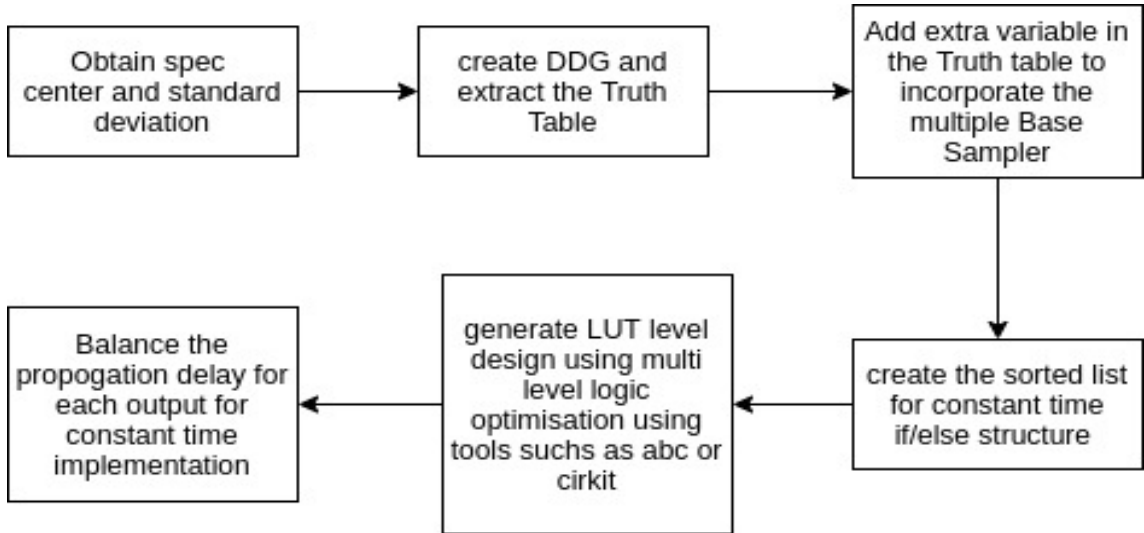 Obtain spec
center and standard
deviation
create DDG and
extract the Truth
Table
Add extra variable in
the Truth table to
incorporate the
multiple Base
Sampler
create the sorted list
for constant time
if/else structure
generate LUT level
design using multi
level logic
optimisation using
tools suchs as abc or
cirkit
Balance the
propogation delay for
each output for
constant time
implementation